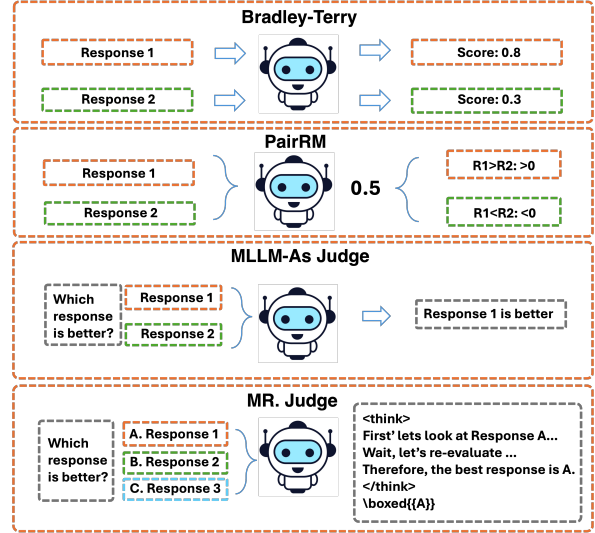 Bradley-Terry
Response 1
Score: 0.8
Response 2
Score: 0.3
PairRM
Response 1
0.5
R1>R2: >0
Response 2
R1<R2: <0
MLLM-As Judge
Which
response
is better?
Response 1
Response 2
Response 1 is better
MR. Judge
Which
response
is better?
A. Response 1
B. Response 2
C. Response 3
<think>
First' lets look at Response A...
Wait, let's re-evaluate ...
Therefore, the best response is A.
</think>
\boxed{{A}}